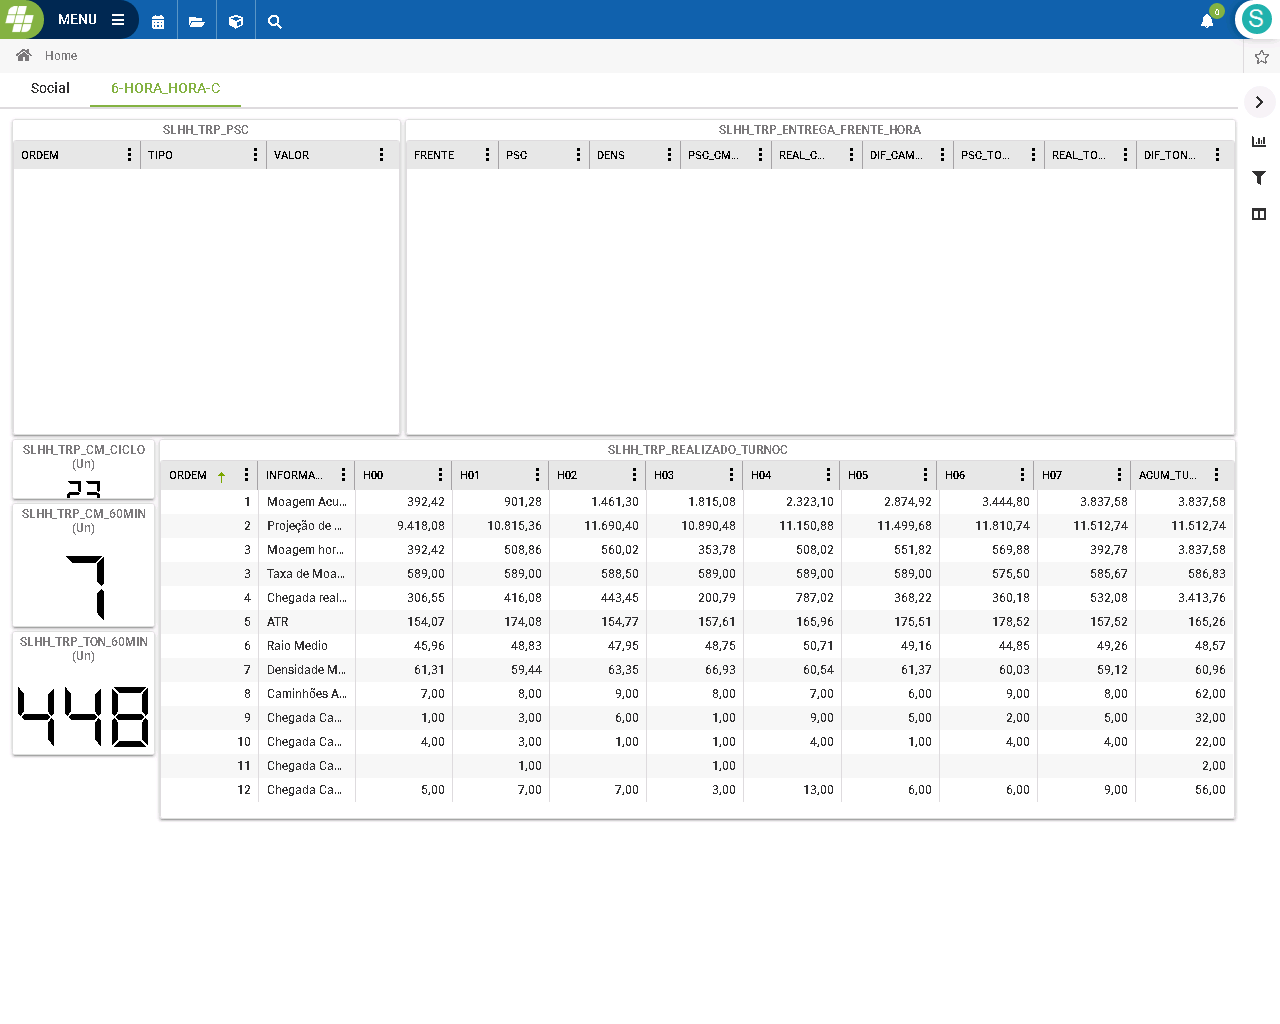 MENU
0
S
Home
Social 6-HORA_HORA-C
SLHH_TRP_PSC
ORDEM TIPO VALOR
SLHH_TRP_ENTREGA_FRENTE_HORA
FRENTE PSC DENS PSC_CM... REAL_C... DIF_CAM... PSC_TO... REAL_TO... DIF_TON...
SLHH_TRP_CM_CICLO
(Un)
23
SLHH_TRP_CM_60MIN
(Un)
7
SLHH_TRP_TON_60MIN
(Un)
448
SLHH_TRP_REALIZADO_TURNOC
ORDEM INFORMA... H00 H01 H02 H03 H04 H05 H06 H07 ACUM_TU...
1 Moagem Acu... 392,42 901,28 1.461,30 1.815,08 2.323,10 2.874,92 3.444,80 3.837,58 3.837,58
2 Projeção de ... 9.418,08 10.815,36 11.690,40 10.890,48 11.150,88 11.499,68 11.810,74 11.512,74 11.512,74
3 Moagem hor... 392,42 508,86 560,02 353,78 508,02 551,82 569,88 392,78 3.837,58
3 Taxa de Moa... 589,00 589,00 588,50 589,00 589,00 589,00 575,50 585,67 586,83
4 Chegada real... 306,55 416,08 443,45 200,79 787,02 368,22 360,18 532,08 3.413,76
5 ATR 154,07 174,08 154,77 157,61 165,96 175,51 178,52 157,52 165,26
6 Raio Medio 45,96 48,83 47,95 48,75 50,71 49,16 44,85 49,26 48,57
7 Densidade M... 61,31 59,44 63,35 66,93 60,54 61,37 60,03 59,12 60,96
8 Caminhões A... 7,00 8,00 9,00 8,00 7,00 6,00 9,00 8,00 62,00
9 Chegada Ca... 1,00 3,00 6,00 1,00 9,00 5,00 2,00 5,00 32,00
10 Chegada Ca... 4,00 3,00 1,00 1,00 4,00 1,00 4,00 4,00 22,00
11 Chegada Ca... 1,00 1,00 2,00
12 Chegada Ca... 5,00 7,00 7,00 3,00 13,00 6,00 6,00 9,00 56,00